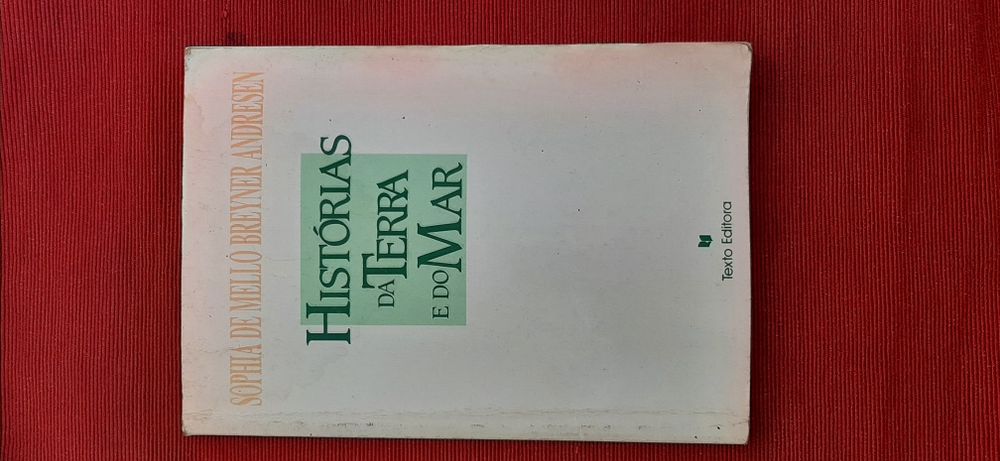 SOPHIA DE MELLO BREYNER ANDRESEN
HISTÓRIAS
DA TERRA
E DO MAR
Texto Editora